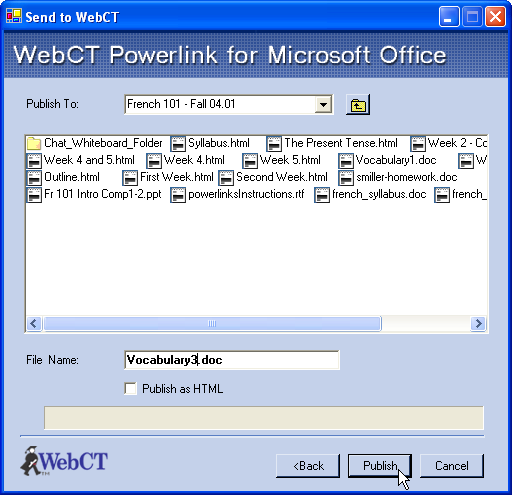 Send to WebCT
WebCT Powerlink for Microsoft Office
Publish To: French 101 - Fall 04.01
Chat_Whiteboard_Folder Syllabus.html The Present Tense.html Week 2 - Co
Week 4 and 5.html Week 4.html Week 5.html Vocabulary1.doc W
Outline.html First Week.html Second Week.html smiller-homework.doc
Fr 101 Intro Comp1-2.ppt powerlinksInstructions.rtf french_syllabus.doc french_
File Name: Vocabulary3.doc
Publish as HTML
WebCT <Back Publish Cancel